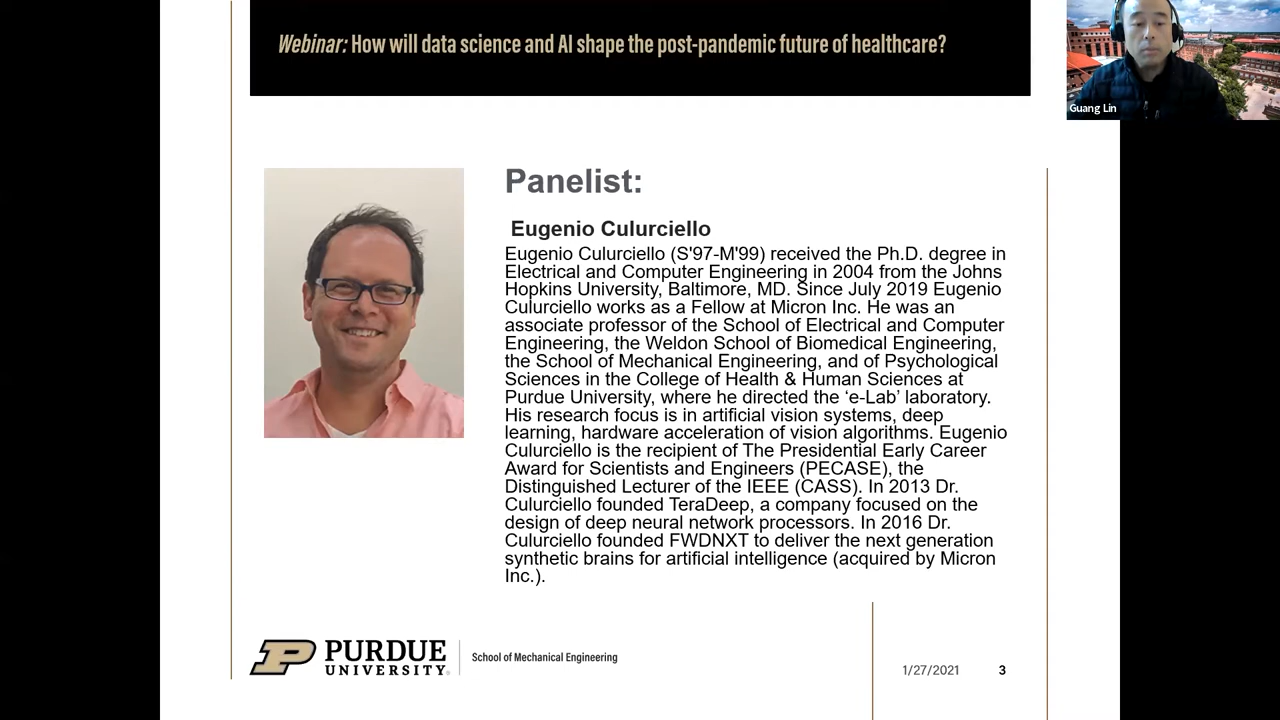 Webinar: How will data science and AI shape the post-pandemic future of healthcare?
Guang Lin
Panelist:
Eugenio Culurciello
Eugenio Culurciello (S'97-M'99) received the Ph.D. degree in
Electrical and Computer Engineering in 2004 from the Johns
Hopkins University, Baltimore, MD. Since July 2019 Eugenio
Culurciello works as a Fellow at Micron Inc. He was an
associate professor of the School of Electrical and Computer
Engineering, the Weldon School of Biomedical Engineering,
the School of Mechanical Engineering, and of Psychological
Sciences in the College of Health & Human Sciences at
Purdue University, where he directed the ‘e-Lab’ laboratory.
His research focus is in artificial vision systems, deep
learning, hardware acceleration of vision algorithms. Eugenio
Culurciello is the recipient of The Presidential Early Career
Award for Scientists and Engineers (PECASE), the
Distinguished Lecturer of the IEEE (CASS). In 2013 Dr.
Culurciello founded TeraDeep, a company focused on the
design of deep neural network processors. In 2016 Dr.
Culurciello founded FWDNXT to deliver the next generation
synthetic brains for artificial intelligence (acquired by Micron
Inc.).
P PURDUE
UNIVERSITY.
School of Mechanical Engineering
1/27/2021
3